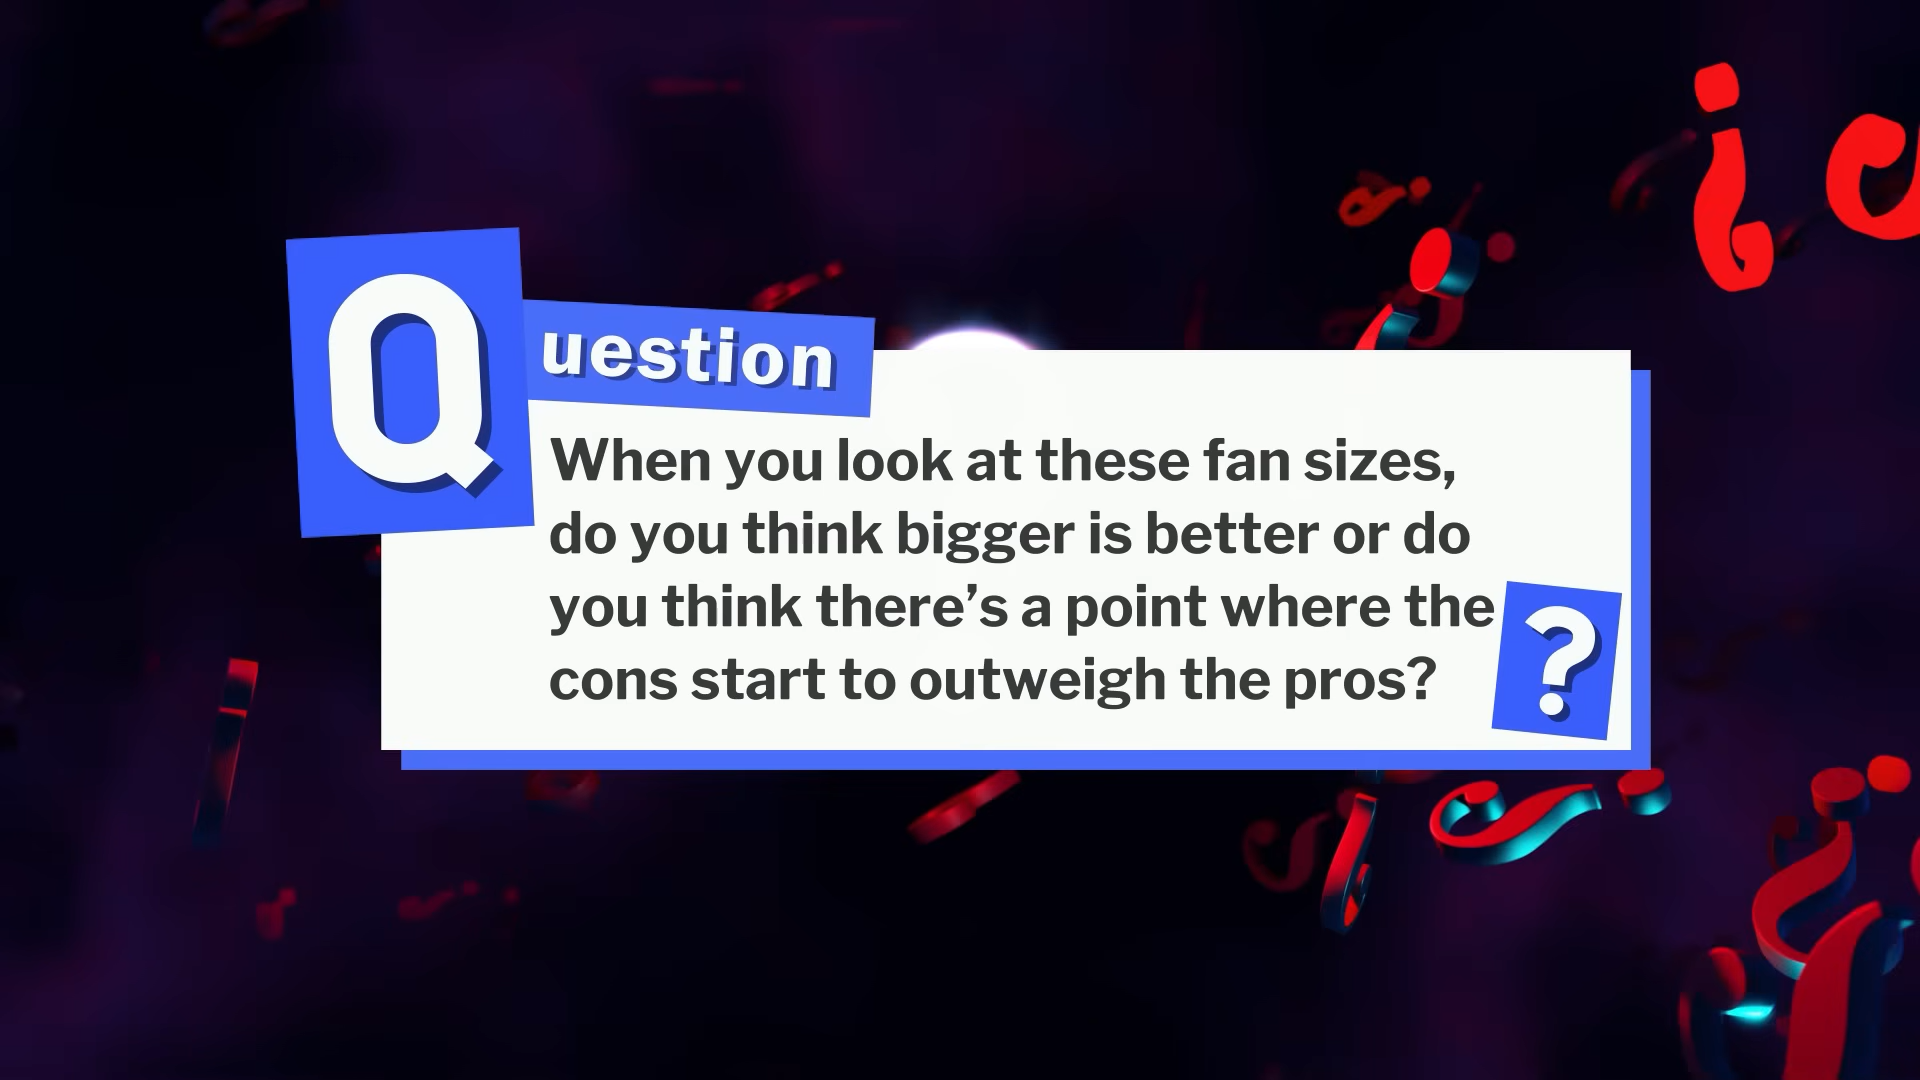 Question
When you look at these fan sizes,
do you think bigger is better or do
you think there’s a point where the
cons start to outweigh the pros?
?